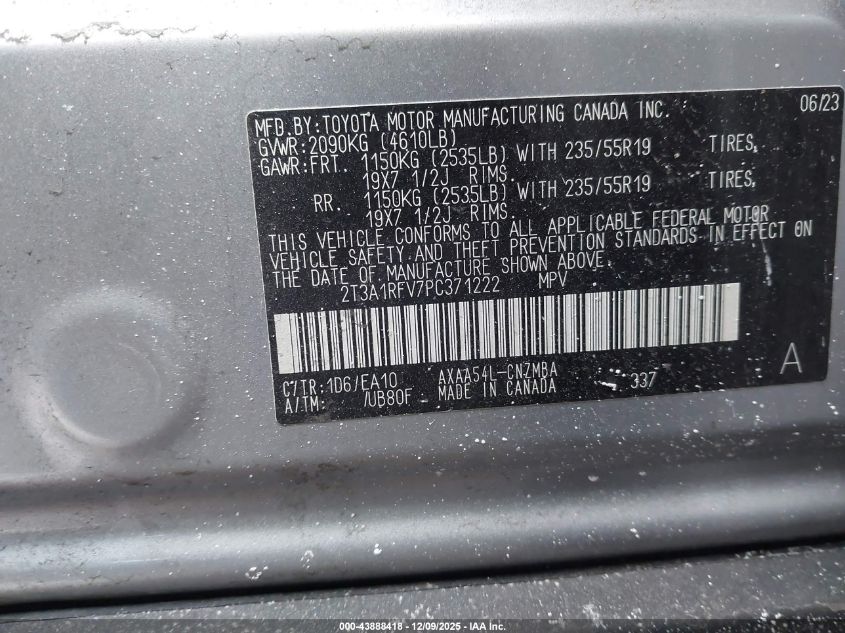 06/23
MFD.BY:TOYOTA MOTOR MANUFACTURING CANADA INC.
GVWR:2090KG (4610LB)
GAWR:FRT. 1150KG (2535LB) WITH 235/55R19 TIRES,
19X7 1/2J RIMS.
RR. 1150KG (2535LB) WITH 235/55R19 TIRES,
19X7 1/2J RIMS.
THIS VEHICLE CONFORMS TO ALL APPLICABLE FEDERAL MOTOR
VEHICLE SAFETY AND THEFT PREVENTION STANDARDS IN EFFECT ON
THE DATE OF MANUFACTURE SHOWN ABOVE.
2T3A1RFV7PC371222 MPV
C/TR:1D6/EA10 AXAA54L-CNZMBA 337 A
A/TM: /UB80F - MADE IN CANADA
000-43888418 - 12/09/2025 - IAA Inc.